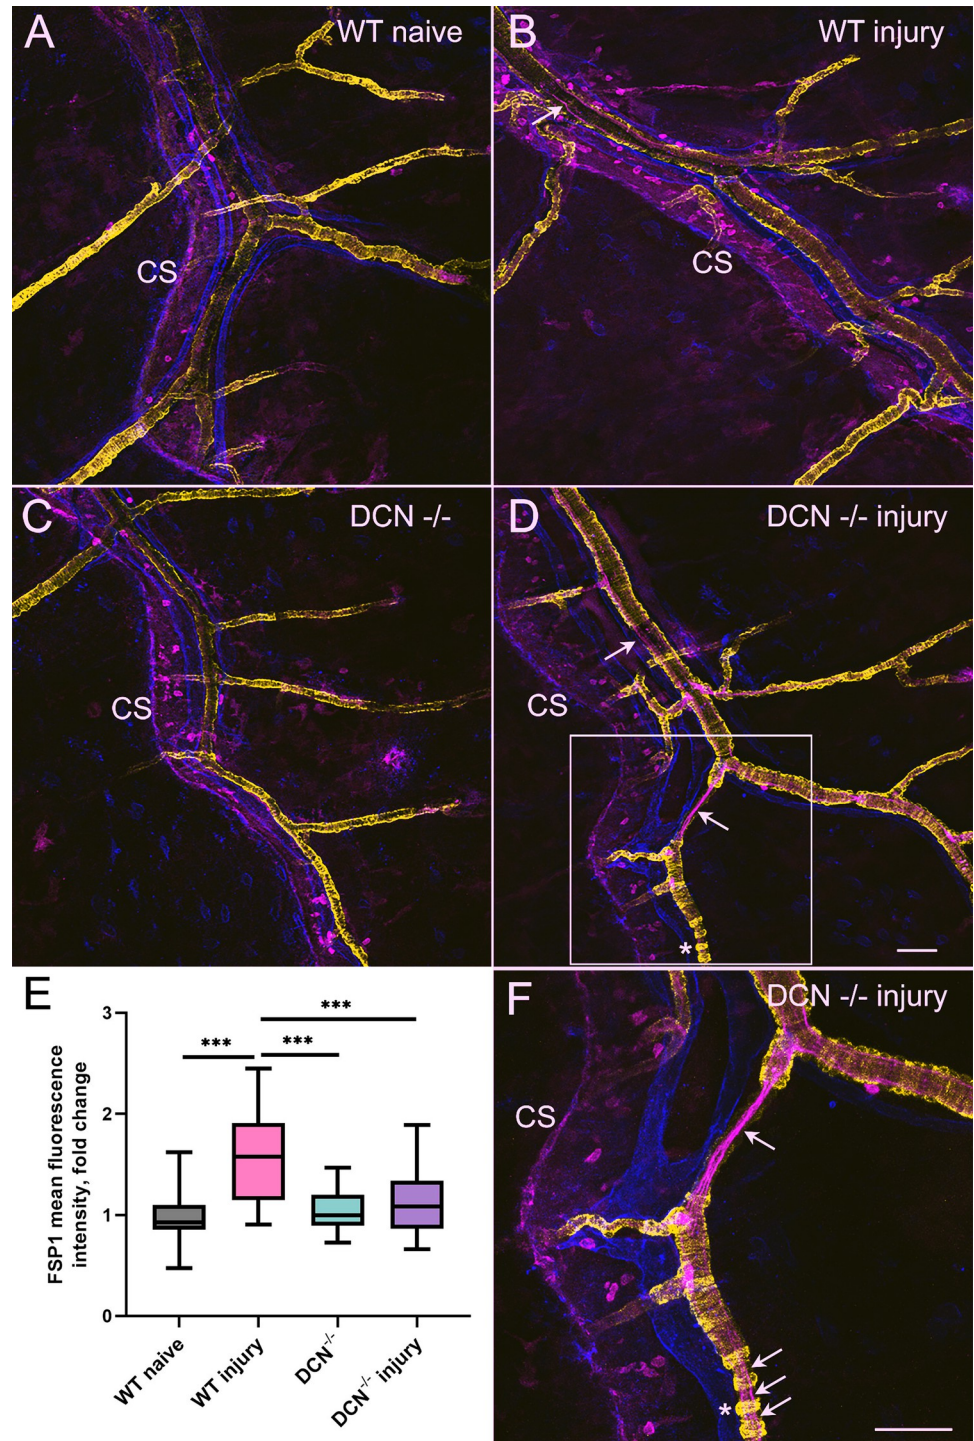 A
WT naive
CS
B
WT injury
CS
C
DCN -/-
CS
D
DCN -/- injury
CS
*
E
FSP1 mean fluorescence
intensity, fold change
3
2
1
0
***
***
***
WT naive
WT injury
DCN-/-
DCN-/- injury
F
DCN -/- injury
CS
*